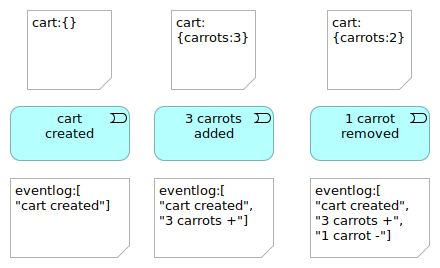 cart:{}
cart:
{carrots:3}
cart:
{carrots:2}
cart
created
3 carrots
added
1 carrot
removed
eventlog:[
"cart created"]
eventlog:[
"cart created",
"3 carrots +"]
eventlog:[
"cart created",
"3 carrots +",
"1 carrot -"]